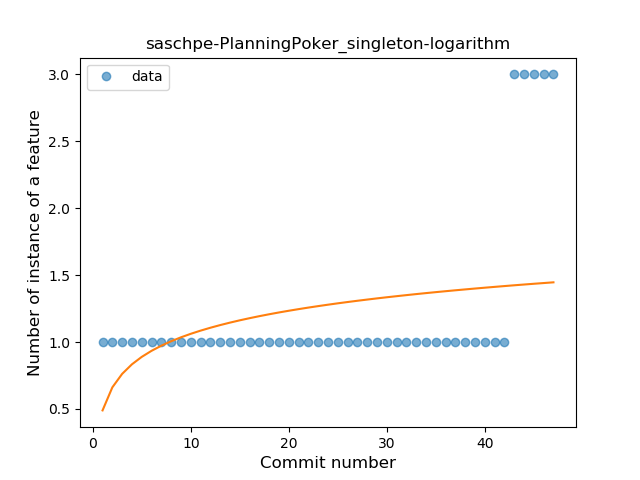 saschpe-PlanningPoker_singleton-logarithm
data
Number of instance of a feature
3.0
2.5
2.0
1.5
1.0
0.5
0 10 20 30 40
Commit number